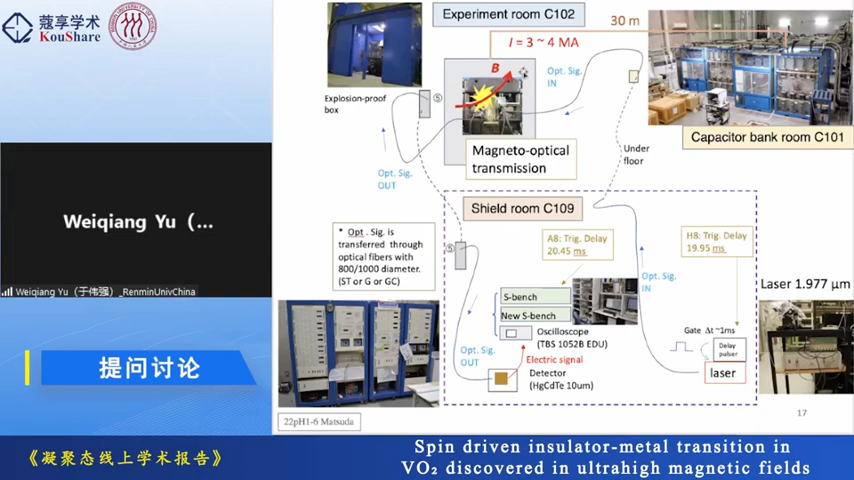 蔻享学术
KouShare
Weiqiang Yu（...
Weiqiang Yu（于伟强）_RenminUnivChina
提问讨论
Experiment room C102
30 m
I = 3 ~ 4 MA
B
Opt. Sig.
IN
Explosion-proof
box
⑤
Magneto-optical
transmission
Capacitor bank room C101
Under
floor
Opt. Sig.
OUT
Shield room C109
* Opt . Sig. is
transferred through
optical fibers with
800/1000 diameter.
(ST or G or GC)
⑤
A8: Trig. Delay
20.45 ms
H8: Trig. Delay
19.95 ms
Opt. Sig.
IN
Laser 1.977 μm
S-bench
New S-bench
Oscilloscope
(TBS 1052B EDU)
Gate Δt ~1ms
Delay
pulser
laser
Opt. Sig.
OUT
Electric signal
Detector
(HgCdTe 10um)
22pH1-6 Matsuda
17
《凝聚态线上学术报告》
Spin driven insulator-metal transition in
VO₂ discovered in ultrahigh magnetic fields